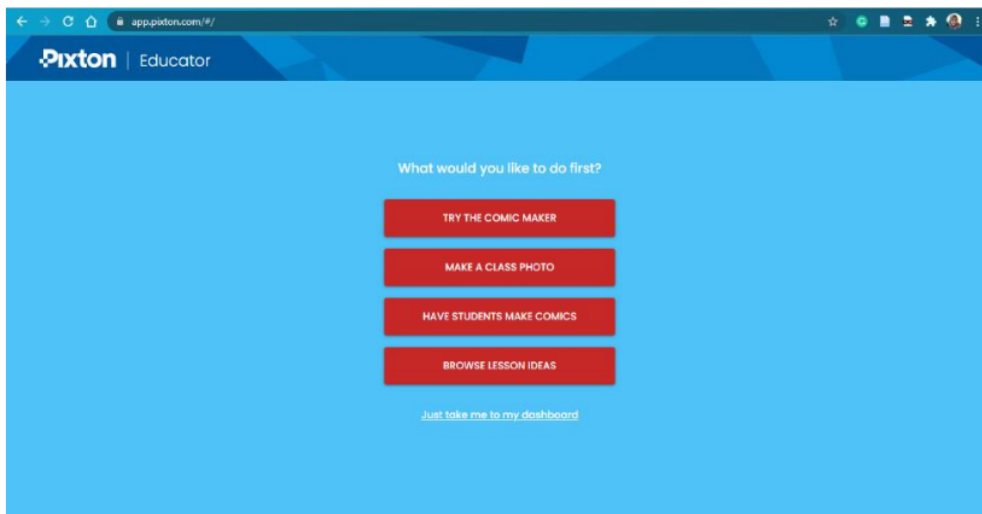 app.pixton.com/#/
Pixton | Educator
What would you like to do first?
TRY THE COMIC MAKER
MAKE A CLASS PHOTO
HAVE STUDENTS MAKE COMICS
BROWSE LESSON IDEAS
Just take me to my dashboard